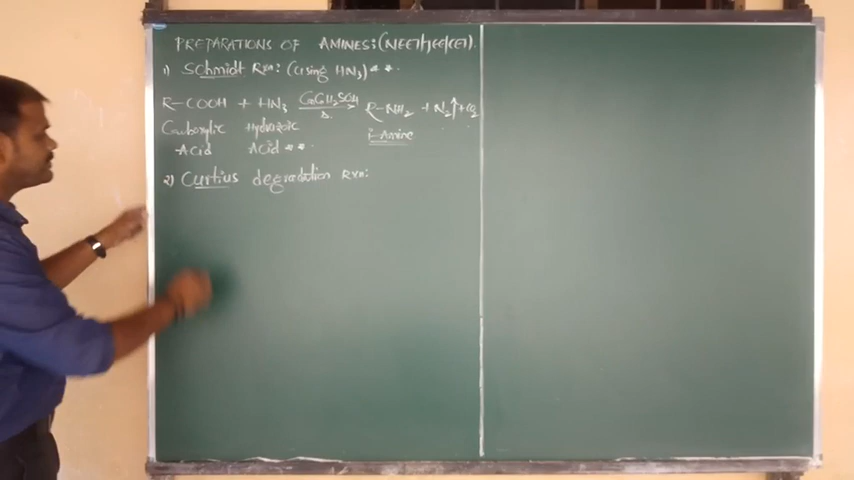 PREPARATIONS OF AMINES: (NEET/JEE/CET).
1) SChmidt Rxn: (Using HN3) **.
R-COOH + HN3 Con H2SO4 Δ R-NH2 + N2↑ + CO2
Carboxylic Hydrazoic 1°-Amine
Acid Acid **.
2) Curtius degradation Rxn: